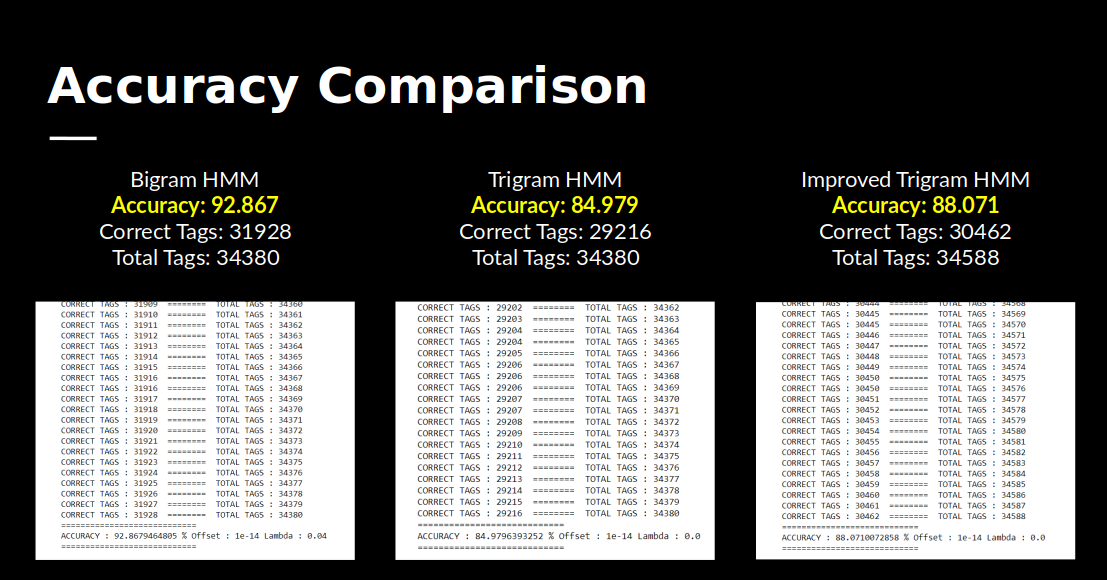 Accuracy Comparison
Bigram HMM
Accuracy: 92.867
Correct Tags: 31928
Total Tags: 34380
CORRECT TAGS : 31909 ======== TOTAL TAGS : 34360
CORRECT TAGS : 31910 ======== TOTAL TAGS : 34361
CORRECT TAGS : 31911 ======== TOTAL TAGS : 34362
CORRECT TAGS : 31912 ======== TOTAL TAGS : 34363
CORRECT TAGS : 31913 ======== TOTAL TAGS : 34364
CORRECT TAGS : 31914 ======== TOTAL TAGS : 34365
CORRECT TAGS : 31915 ======== TOTAL TAGS : 34366
CORRECT TAGS : 31916 ======== TOTAL TAGS : 34367
CORRECT TAGS : 31916 ======== TOTAL TAGS : 34368
CORRECT TAGS : 31917 ======== TOTAL TAGS : 34369
CORRECT TAGS : 31918 ======== TOTAL TAGS : 34370
CORRECT TAGS : 31919 ======== TOTAL TAGS : 34371
CORRECT TAGS : 31920 ======== TOTAL TAGS : 34372
CORRECT TAGS : 31921 ======== TOTAL TAGS : 34373
CORRECT TAGS : 31922 ======== TOTAL TAGS : 34374
CORRECT TAGS : 31923 ======== TOTAL TAGS : 34375
CORRECT TAGS : 31924 ======== TOTAL TAGS : 34376
CORRECT TAGS : 31925 ======== TOTAL TAGS : 34377
CORRECT TAGS : 31926 ======== TOTAL TAGS : 34378
CORRECT TAGS : 31927 ======== TOTAL TAGS : 34379
CORRECT TAGS : 31928 ======== TOTAL TAGS : 34380
============================
ACCURACY : 92.8679464805 % Offset : 1e-14 Lambda : 0.04
============================
Trigram HMM
Accuracy: 84.979
Correct Tags: 29216
Total Tags: 34380
CORRECT TAGS : 29202 ======== TOTAL TAGS : 34362
CORRECT TAGS : 29203 ======== TOTAL TAGS : 34363
CORRECT TAGS : 29204 ======== TOTAL TAGS : 34364
CORRECT TAGS : 29204 ======== TOTAL TAGS : 34365
CORRECT TAGS : 29205 ======== TOTAL TAGS : 34366
CORRECT TAGS : 29206 ======== TOTAL TAGS : 34367
CORRECT TAGS : 29206 ======== TOTAL TAGS : 34368
CORRECT TAGS : 29206 ======== TOTAL TAGS : 34369
CORRECT TAGS : 29207 ======== TOTAL TAGS : 34370
CORRECT TAGS : 29207 ======== TOTAL TAGS : 34371
CORRECT TAGS : 29208 ======== TOTAL TAGS : 34372
CORRECT TAGS : 29209 ======== TOTAL TAGS : 34373
CORRECT TAGS : 29210 ======== TOTAL TAGS : 34374
CORRECT TAGS : 29211 ======== TOTAL TAGS : 34375
CORRECT TAGS : 29212 ======== TOTAL TAGS : 34376
CORRECT TAGS : 29213 ======== TOTAL TAGS : 34377
CORRECT TAGS : 29214 ======== TOTAL TAGS : 34378
CORRECT TAGS : 29215 ======== TOTAL TAGS : 34379
CORRECT TAGS : 29216 ======== TOTAL TAGS : 34380
============================
ACCURACY : 84.9796393252 % Offset : 1e-14 Lambda : 0.0
============================
Improved Trigram HMM
Accuracy: 88.071
Correct Tags: 30462
Total Tags: 34588
CORRECT TAGS : 30444 ======== TOTAL TAGS : 34568
CORRECT TAGS : 30445 ======== TOTAL TAGS : 34569
CORRECT TAGS : 30445 ======== TOTAL TAGS : 34570
CORRECT TAGS : 30446 ======== TOTAL TAGS : 34571
CORRECT TAGS : 30447 ======== TOTAL TAGS : 34572
CORRECT TAGS : 30448 ======== TOTAL TAGS : 34573
CORRECT TAGS : 30449 ======== TOTAL TAGS : 34574
CORRECT TAGS : 30450 ======== TOTAL TAGS : 34575
CORRECT TAGS : 30450 ======== TOTAL TAGS : 34576
CORRECT TAGS : 30451 ======== TOTAL TAGS : 34577
CORRECT TAGS : 30452 ======== TOTAL TAGS : 34578
CORRECT TAGS : 30453 ======== TOTAL TAGS : 34579
CORRECT TAGS : 30454 ======== TOTAL TAGS : 34580
CORRECT TAGS : 30455 ======== TOTAL TAGS : 34581
CORRECT TAGS : 30456 ======== TOTAL TAGS : 34582
CORRECT TAGS : 30457 ======== TOTAL TAGS : 34583
CORRECT TAGS : 30458 ======== TOTAL TAGS : 34584
CORRECT TAGS : 30459 ======== TOTAL TAGS : 34585
CORRECT TAGS : 30460 ======== TOTAL TAGS : 34586
CORRECT TAGS : 30461 ======== TOTAL TAGS : 34587
CORRECT TAGS : 30462 ======== TOTAL TAGS : 34588
============================
ACCURACY : 88.0710072858 % Offset : 1e-14 Lambda : 0.0
============================